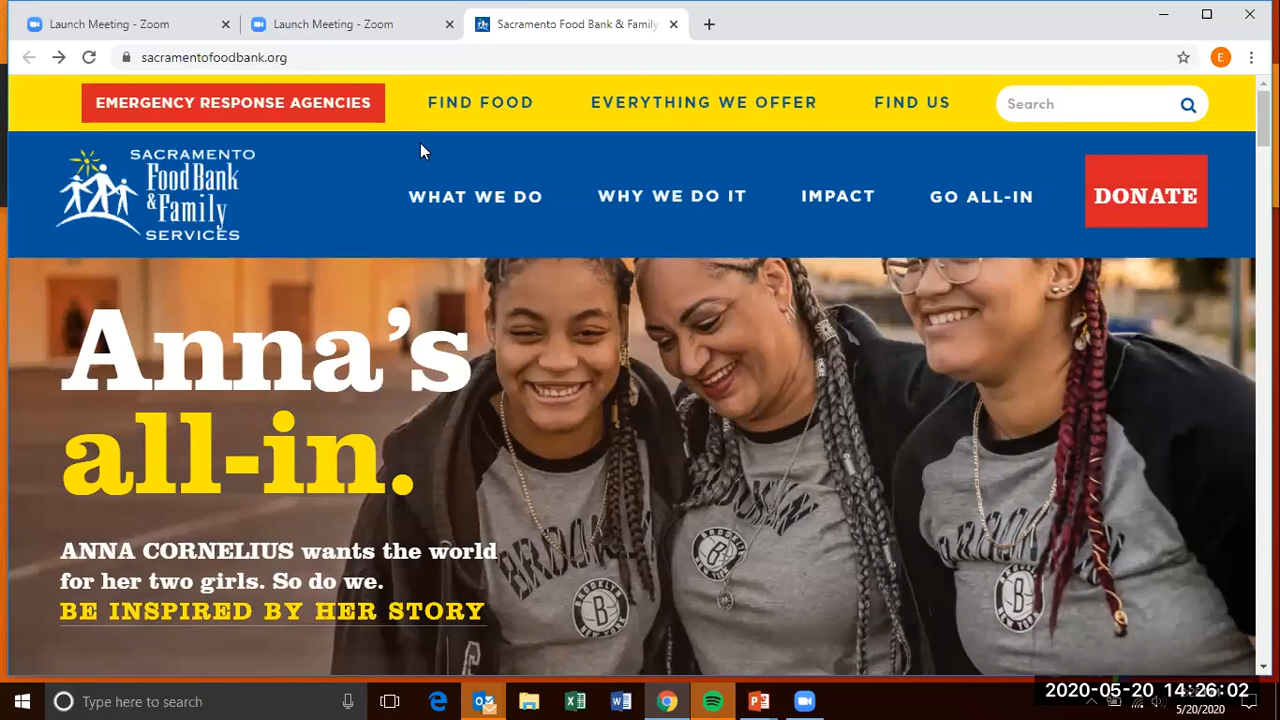 Launch Meeting - Zoom
Launch Meeting - Zoom
Sacramento Food Bank & Family
sacramentofoodbank.org
E
EMERGENCY RESPONSE AGENCIES
FIND FOOD
EVERYTHING WE OFFER
FIND US
Search
SACRAMENTO
Food Bank
& Family
SERVICES
WHAT WE DO
WHY WE DO IT
IMPACT
GO ALL-IN
DONATE
Anna's
all-in.
ANNA CORNELIUS wants the world
for her two girls. So do we.
BE INSPIRED BY HER STORY
BROOKLYN
B
Type here to search
2020-05-20 14:26:02
5/20/2020